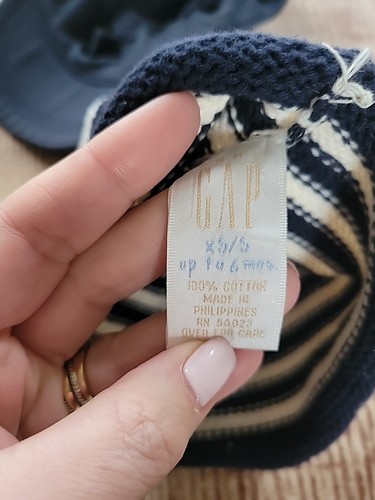 GAP
XS/S
up to 6 mos.
100% COTTON
MADE IN
PHILIPPINES
RN 54023
OVER FOR CARE